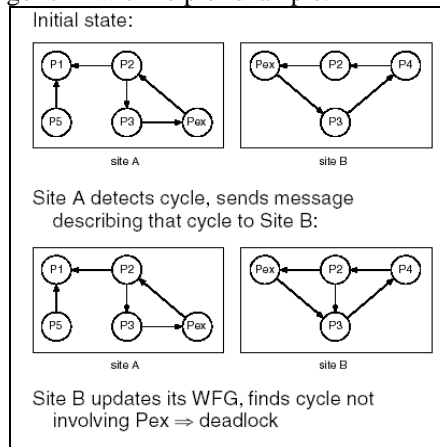 Initial state:
P1 P2 Pex P2 P4
P5 P3 Pex P3
site A site B
Site A detects cycle, sends message
describing that cycle to Site B:
P1 P2 Pex P2 P4
P5 P3 Pex P3
site A site B
Site B updates its WFG, finds cycle not
involving Pex ⇒ deadlock